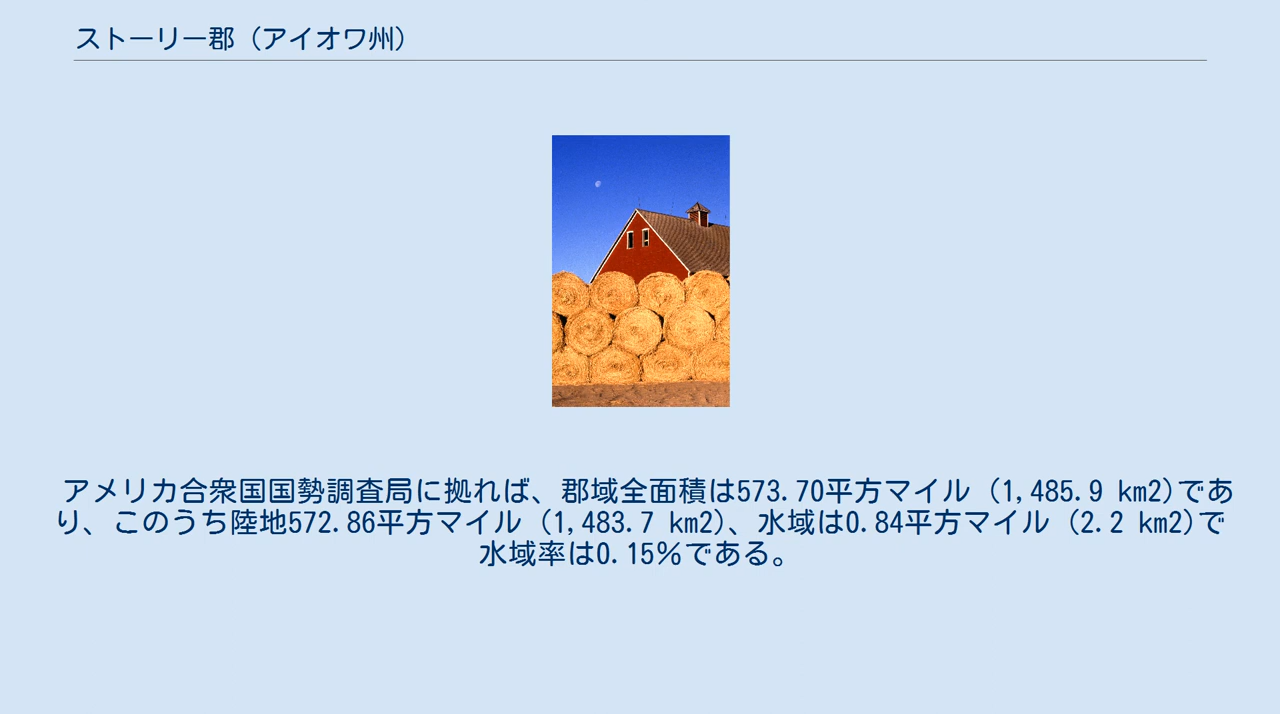 ストーリー郡（アイオワ州）
アメリカ合衆国国勢調査局に拠れば、郡域全面積は573.70平方マイル (1,485.9 km2)であ
り、このうち陸地572.86平方マイル (1,483.7 km2)、水域は0.84平方マイル (2.2 km2)で
水域率は0.15%である。